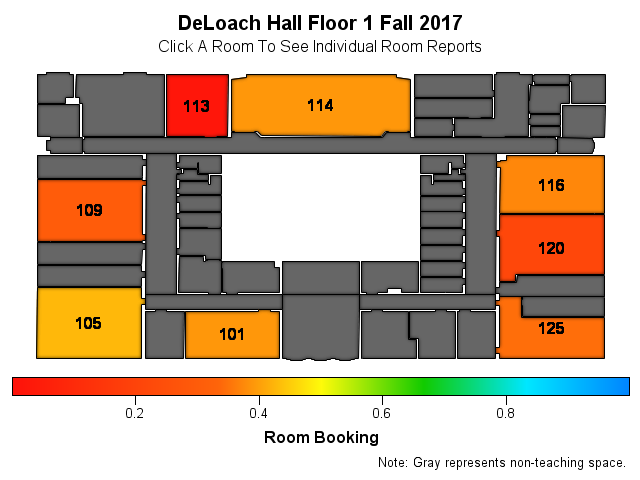 DeLoach Hall Floor 1 Fall 2017
Click A Room To See Individual Room Reports
113
114
116
109
120
105
101
125
0.2 0.4 0.6 0.8
Room Booking
Note: Gray represents non-teaching space.